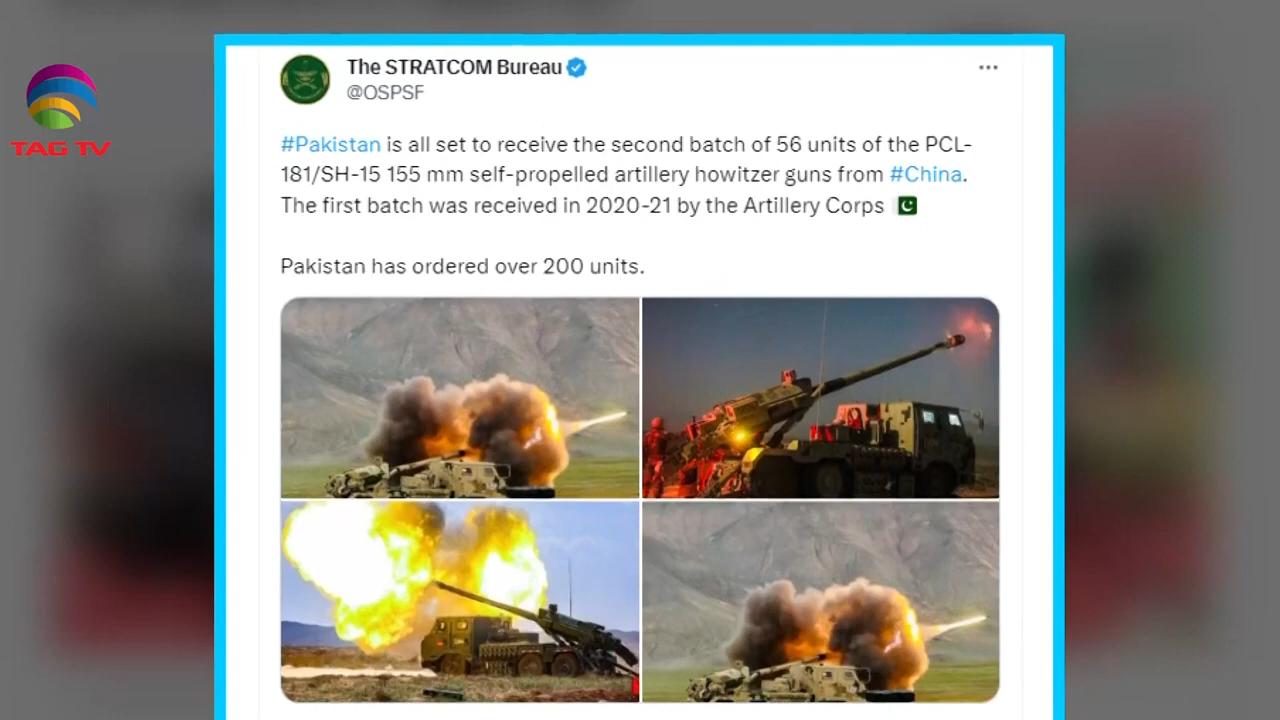 TAG TV
The STRATCOM Bureau
@OSPSF
#Pakistan is all set to receive the second batch of 56 units of the PCL-
181/SH-15 155 mm self-propelled artillery howitzer guns from #China.
The first batch was received in 2020-21 by the Artillery Corps 🇵🇰
Pakistan has ordered over 200 units.